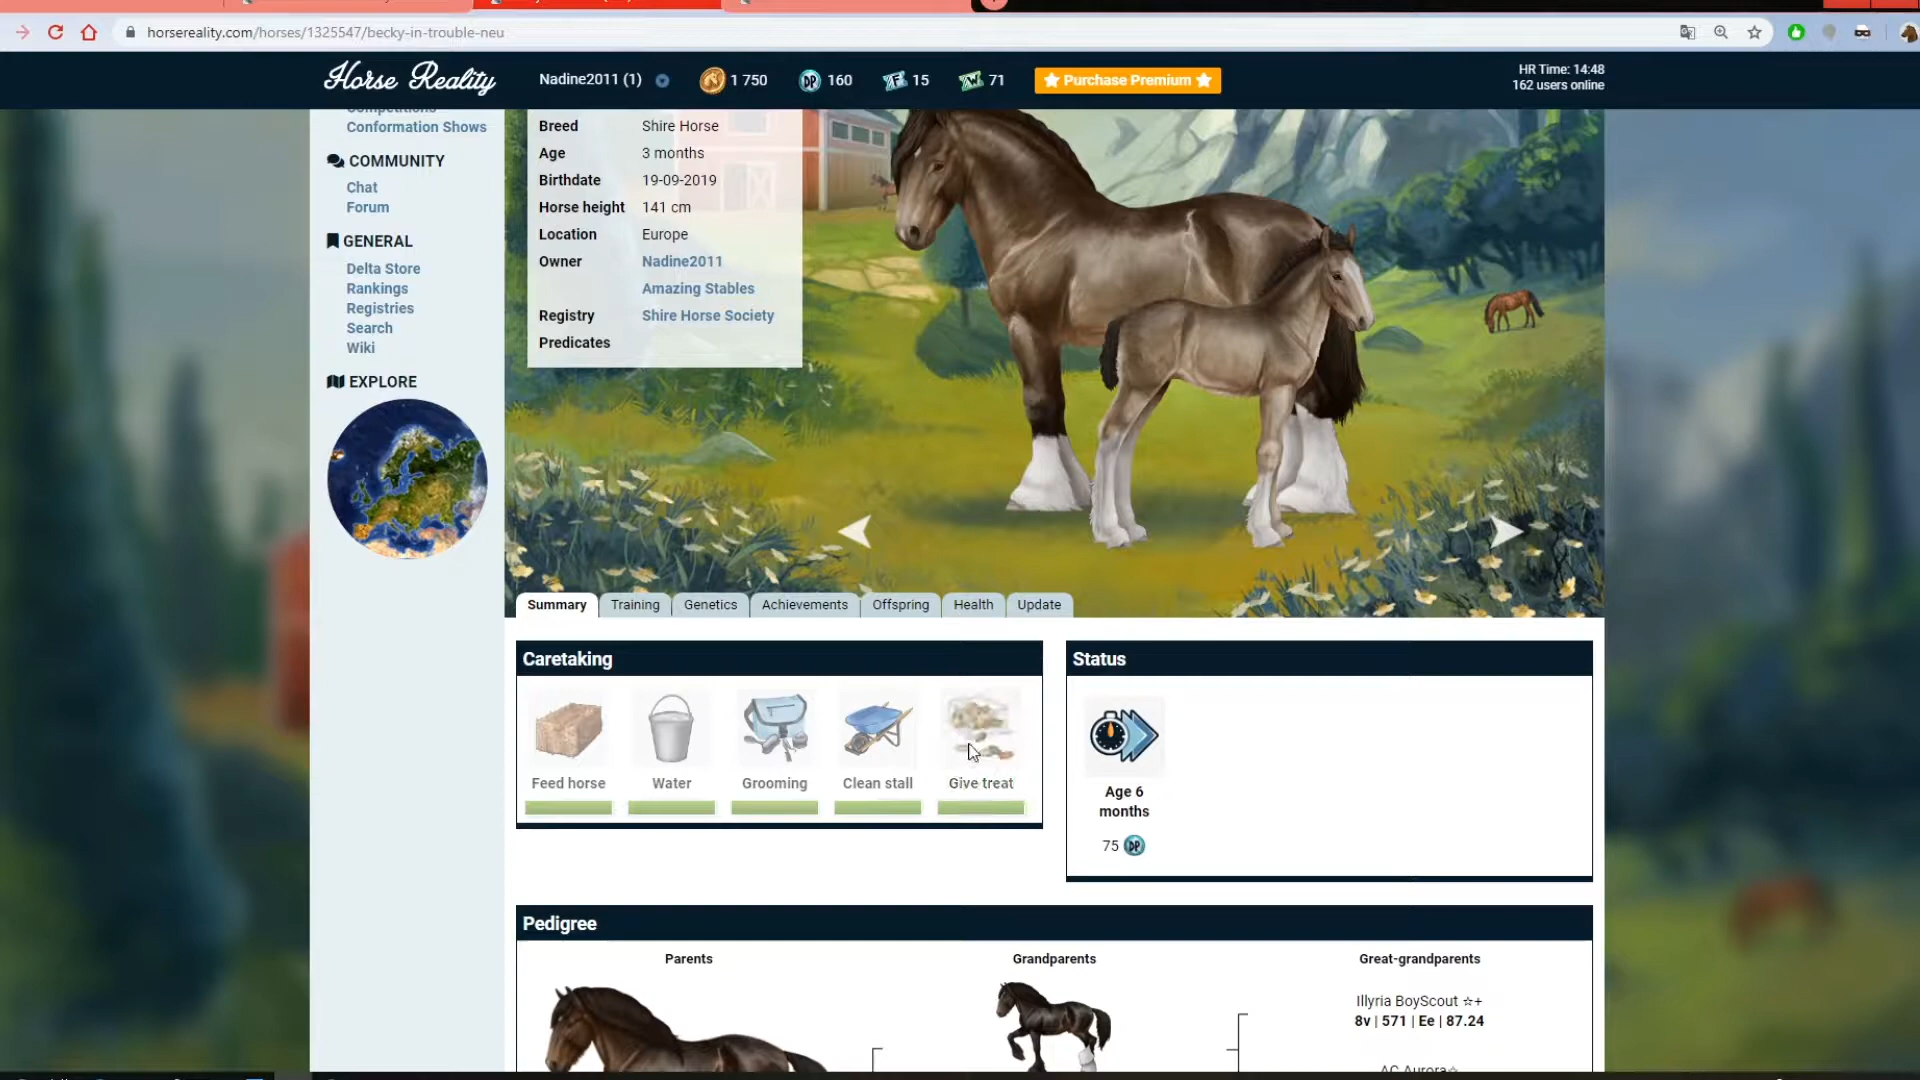 horsereality.com/horses/1325547/becky-in-trouble-neu
Horse Reality
Nadine2011 (1)
1 750
DP 160
F 15
W 71
Purchase Premium
HR Time: 14:48
162 users online
Competitions
Conformation Shows
COMMUNITY
Chat
Forum
GENERAL
Delta Store
Rankings
Registries
Search
Wiki
EXPLORE
Breed Shire Horse
Age 3 months
Birthdate 19-09-2019
Horse height 141 cm
Location Europe
Owner Nadine2011
Amazing Stables
Registry Shire Horse Society
Predicates
Summary Training Genetics Achievements Offspring Health Update
Caretaking
Feed horse Water Grooming Clean stall Give treat
Status
Age 6
months
75 DP
Pedigree
Parents Grandparents Great-grandparents
Illyria BoyScout ☆+
8v | 571 | Ee | 87.24
AC Aurora☆